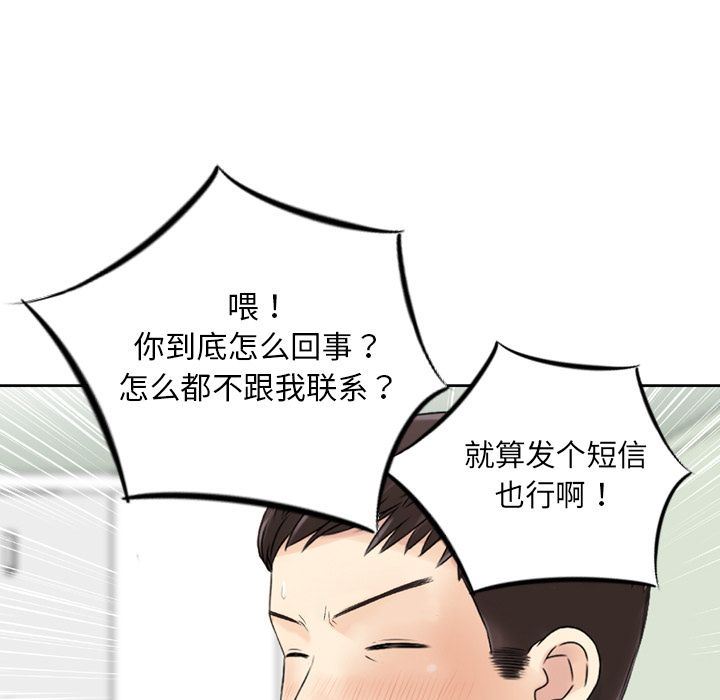 喂！
你到底怎么回事？
怎么都不跟我联系？
就算发个短信
也行啊！